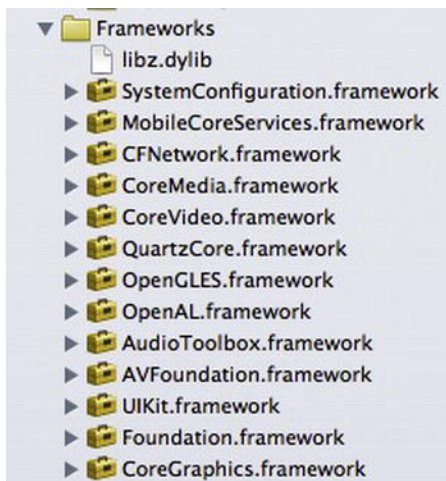 Frameworks
libz.dylib
SystemConfiguration.framework
MobileCoreServices.framework
CFNetwork.framework
CoreMedia.framework
CoreVideo.framework
QuartzCore.framework
OpenGLES.framework
OpenAL.framework
AudioToolbox.framework
AVFoundation.framework
UIKit.framework
Foundation.framework
CoreGraphics.framework